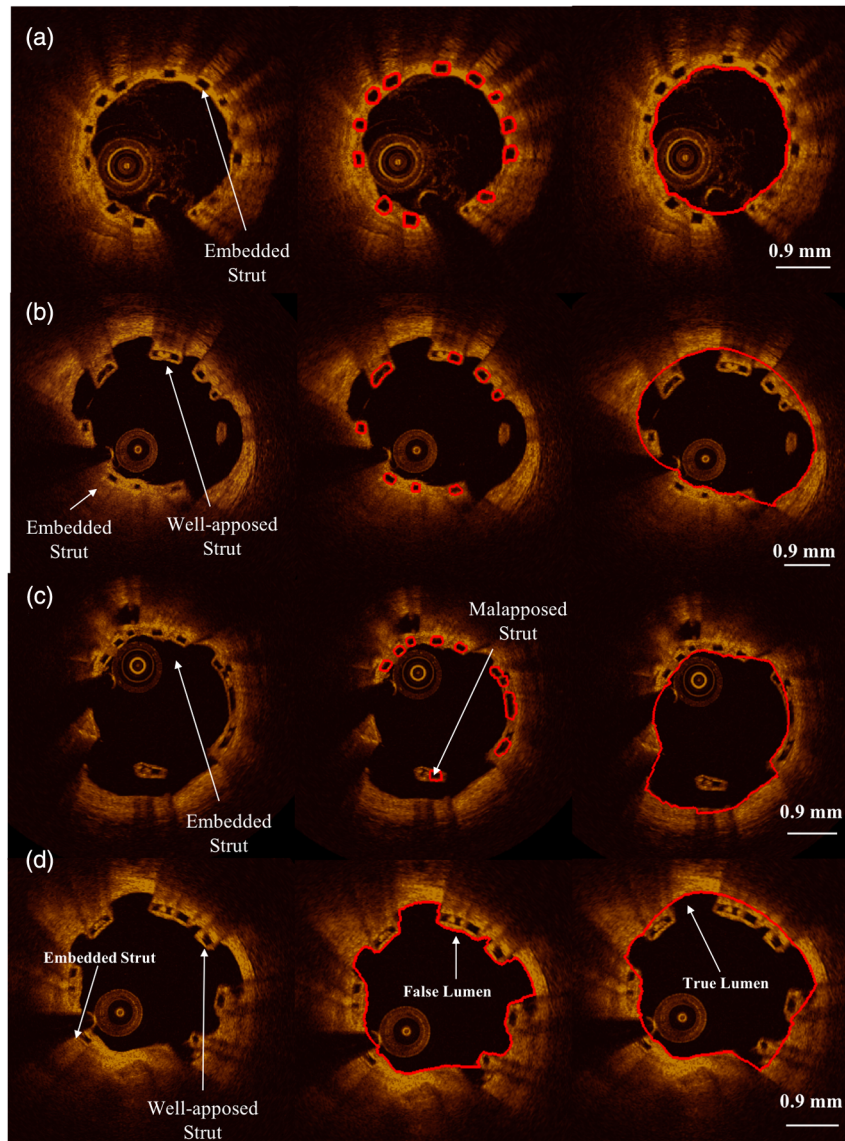 (a)
Embedded
Strut
0.9 mm
(b)
Embedded
Strut
Well-apposed
Strut
0.9 mm
(c)
Malapposed
Strut
Embedded
Strut
0.9 mm
(d)
Embedded Strut
False Lumen
True Lumen
Well-apposed
Strut
0.9 mm